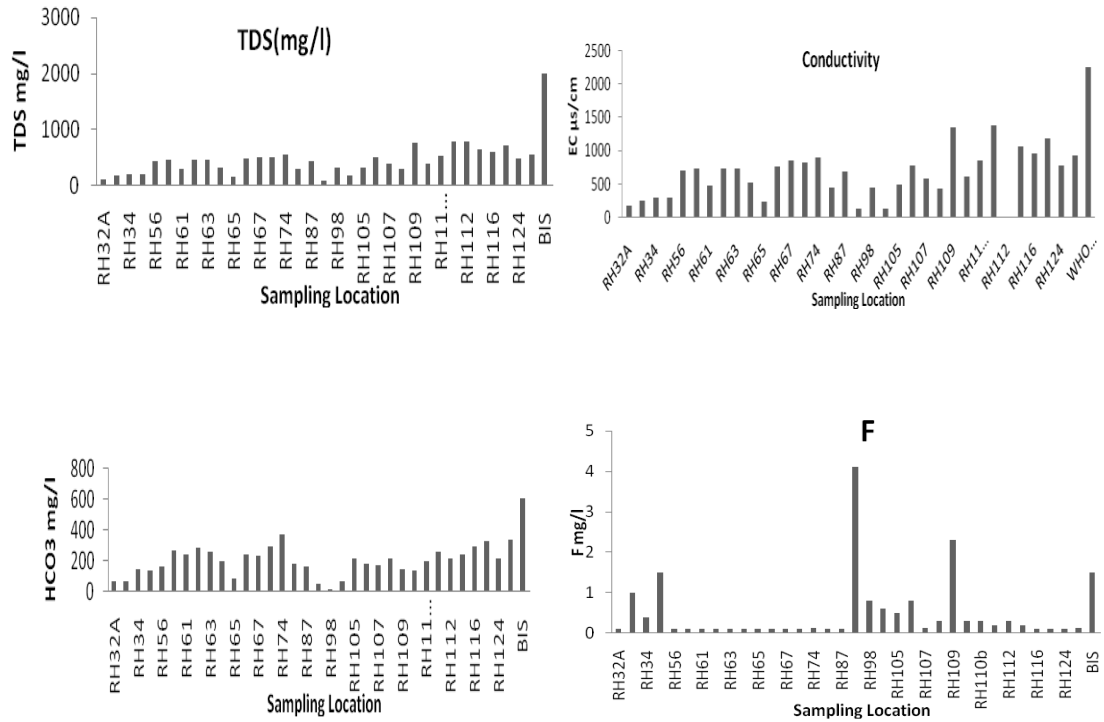 TDS(mg/l)
TDS mg/l
3000
2000
1000
0
RH32A
RH34
RH56
RH61
RH63
RH65
RH67
RH74
RH87
RH98
RH105
RH107
RH109
RH11...
RH112
RH116
RH124
BIS
Sampling Location
Conductivity
EC µs/cm
2500
2000
1500
1000
500
0
RH32A
RH34
RH56
RH61
RH63
RH65
RH67
RH74
RH87
RH98
RH105
RH107
RH109
RH11...
RH112
RH116
RH124
WHO...
Sampling Location
HCO3 mg/l
800
600
400
200
0
RH32A
RH34
RH56
RH61
RH63
RH65
RH67
RH74
RH87
RH98
RH105
RH107
RH109
RH11...
RH112
RH116
RH124
BIS
Sampling Location
F
F mg/l
5
4
3
2
1
0
RH32A
RH34
RH56
RH61
RH63
RH65
RH67
RH74
RH87
RH98
RH105
RH107
RH109
RH110b
RH112
RH116
RH124
BIS
Sampling Location